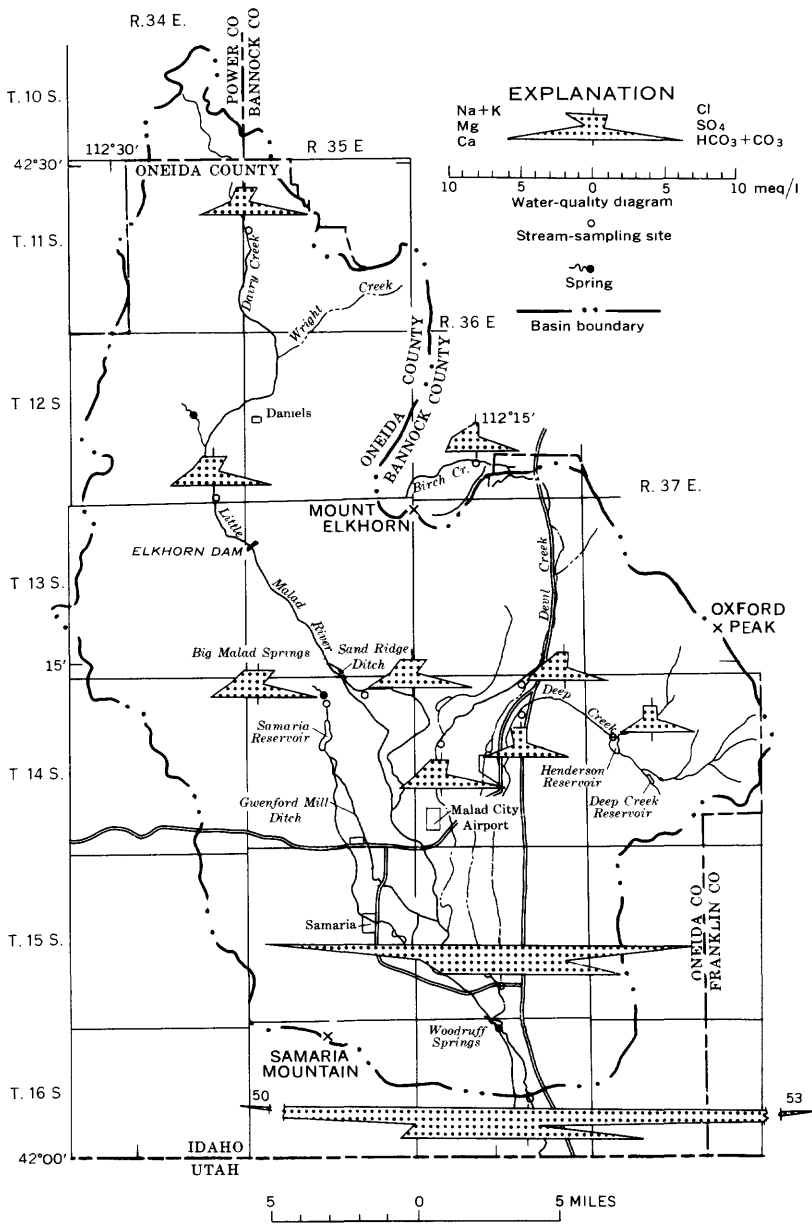 R.34 E.
POWER CO
BANNOCK CO
T. 10 S.
112°30'
R 35 E
42°30'
ONEIDA COUNTY
EXPLANATION
Na+K
Cl
Mg
SO4
Ca
HCO3+CO3
10 5 0 5 10 meq/l
Water-quality diagram
Stream-sampling site
Spring
Basin boundary
T. 11 S.
Dairy Creek
Wright Creek
R. 36 E
ONEIDA COUNTY
BANNOCK COUNTY
T 12 S
Daniels
112°15'
Birch Cr.
R. 37 E.
MOUNT
ELKHORN
Little Malad River
ELKHORN DAM
T 13 S.
Devil Creek
OXFORD
PEAK
15'
Big Malad Springs
Sand Ridge
Ditch
Deep Creek
Samaria
Reservoir
T 14 S.
Henderson
Reservoir
Deep Creek
Reservoir
Gwenford Mill
Ditch
Malad City
Airport
T. 15 S.
Samaria
ONEIDA CO
FRANKLIN CO
Woodruff
Springs
SAMARIA
MOUNTAIN
T. 16 S
50
53
42°00'
IDAHO
UTAH
5 0 5 MILES